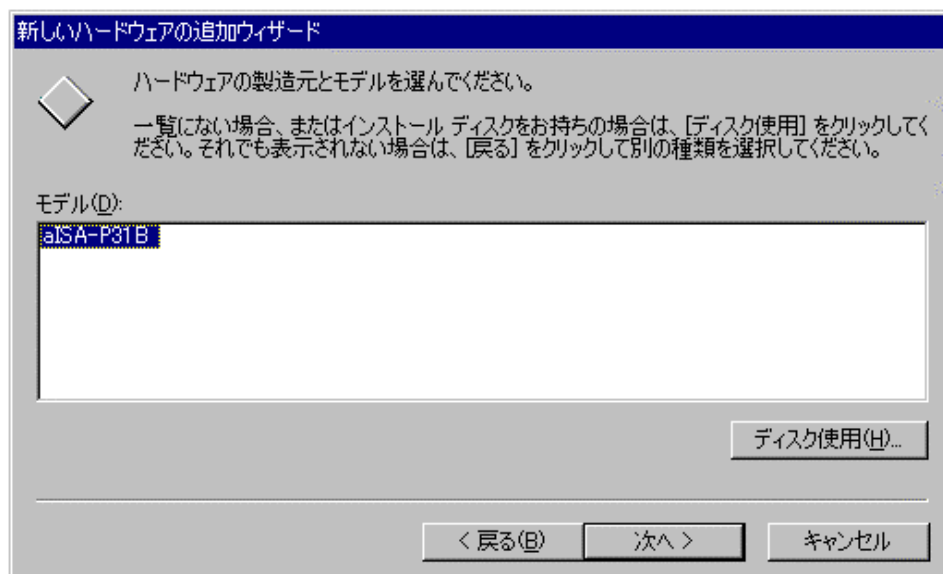 新しいハードウェアの追加ウィザード
ハードウェアの製造元とモデルを選んでください。
一覧にない場合、またはインストール ディスクをお持ちの場合は、[ディスク使用] をクリックしてく
ださい。それでも表示されない場合は、[戻る] をクリックして別の種類を選択してください。
モデル(D):
aISA-P31B
ディスク使用(H)...
< 戻る(B)
次へ >
キャンセル